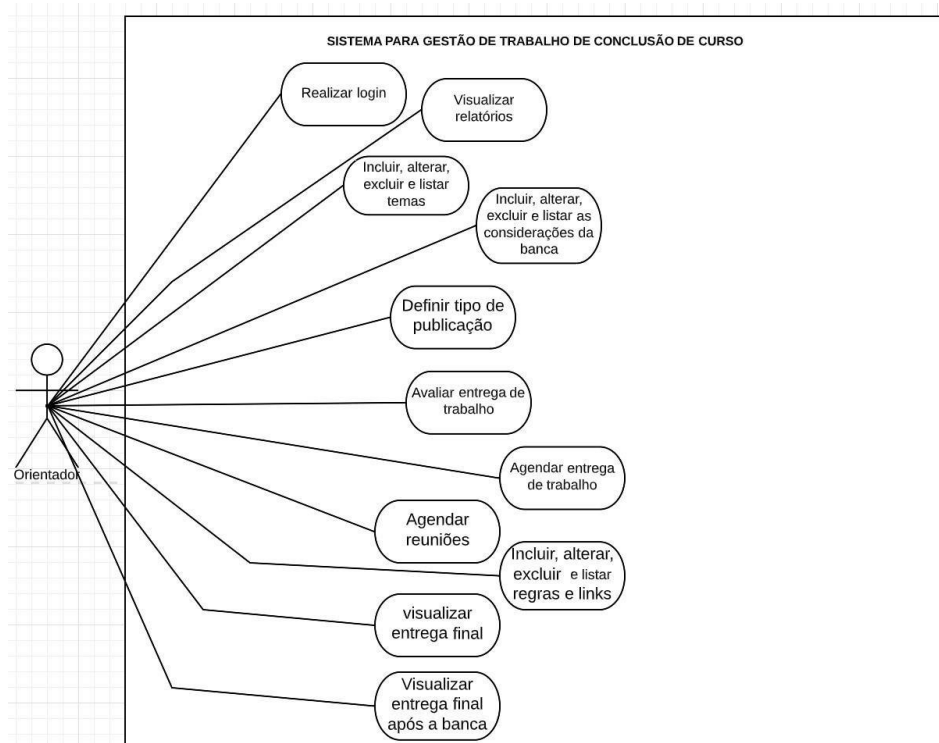 SISTEMA PARA GESTÃO DE TRABALHO DE CONCLUSÃO DE CURSO
Realizar login
Visualizar
relatórios
Incluir, alterar,
excluir e listar
temas
Incluir, alterar,
excluir e listar as
considerações da
banca
Definir tipo de
publicação
Avaliar entrega de
trabalho
Agendar entrega
de trabalho
Orientador
Agendar
reuniões
Incluir, alterar,
excluir e listar
regras e links
visualizar
entrega final
Visualizar
entrega final
após a banca